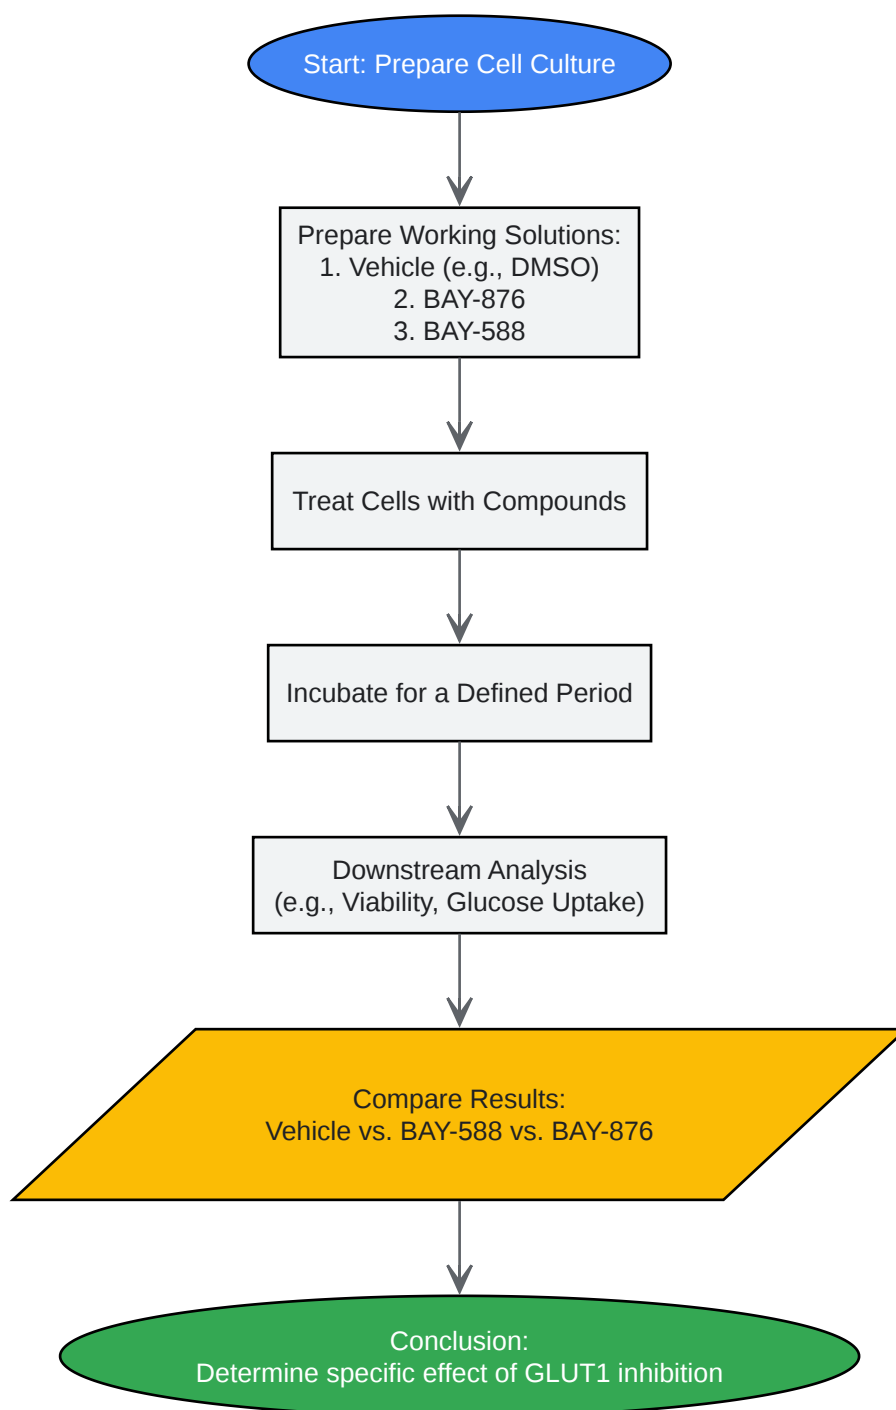 Start: Prepare Cell Culture
Prepare Working Solutions:
1. Vehicle (e.g., DMSO)
2. BAY-876
3. BAY-588
Treat Cells with Compounds
Incubate for a Defined Period
Downstream Analysis
(e.g., Viability, Glucose Uptake)
Compare Results:
Vehicle vs. BAY-588 vs. BAY-876
Conclusion:
Determine specific effect of GLUT1 inhibition